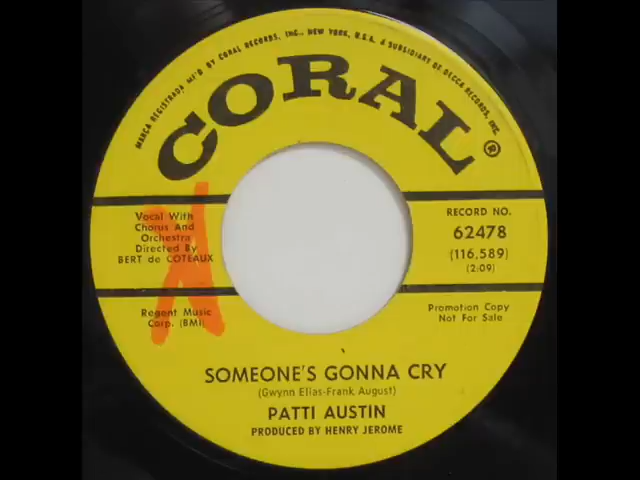 MARCA REGISTRADA MF'D BY CORAL RECORDS, INC., NEW YORK, U.S.A. A SUBSIDIARY OF DECCA RECORDS, INC.
CORAL®
Vocal With
Chorus And
Orchestra
Directed By
BERT de COTEAUX
RECORD NO.
62478
(116,589)
(2:09)
Regent Music
Corp. (BMI)
Promotion Copy
Not For Sale
SOMEONE'S GONNA CRY
(Gwynn Elias-Frank August)
PATTI AUSTIN
PRODUCED BY HENRY JEROME